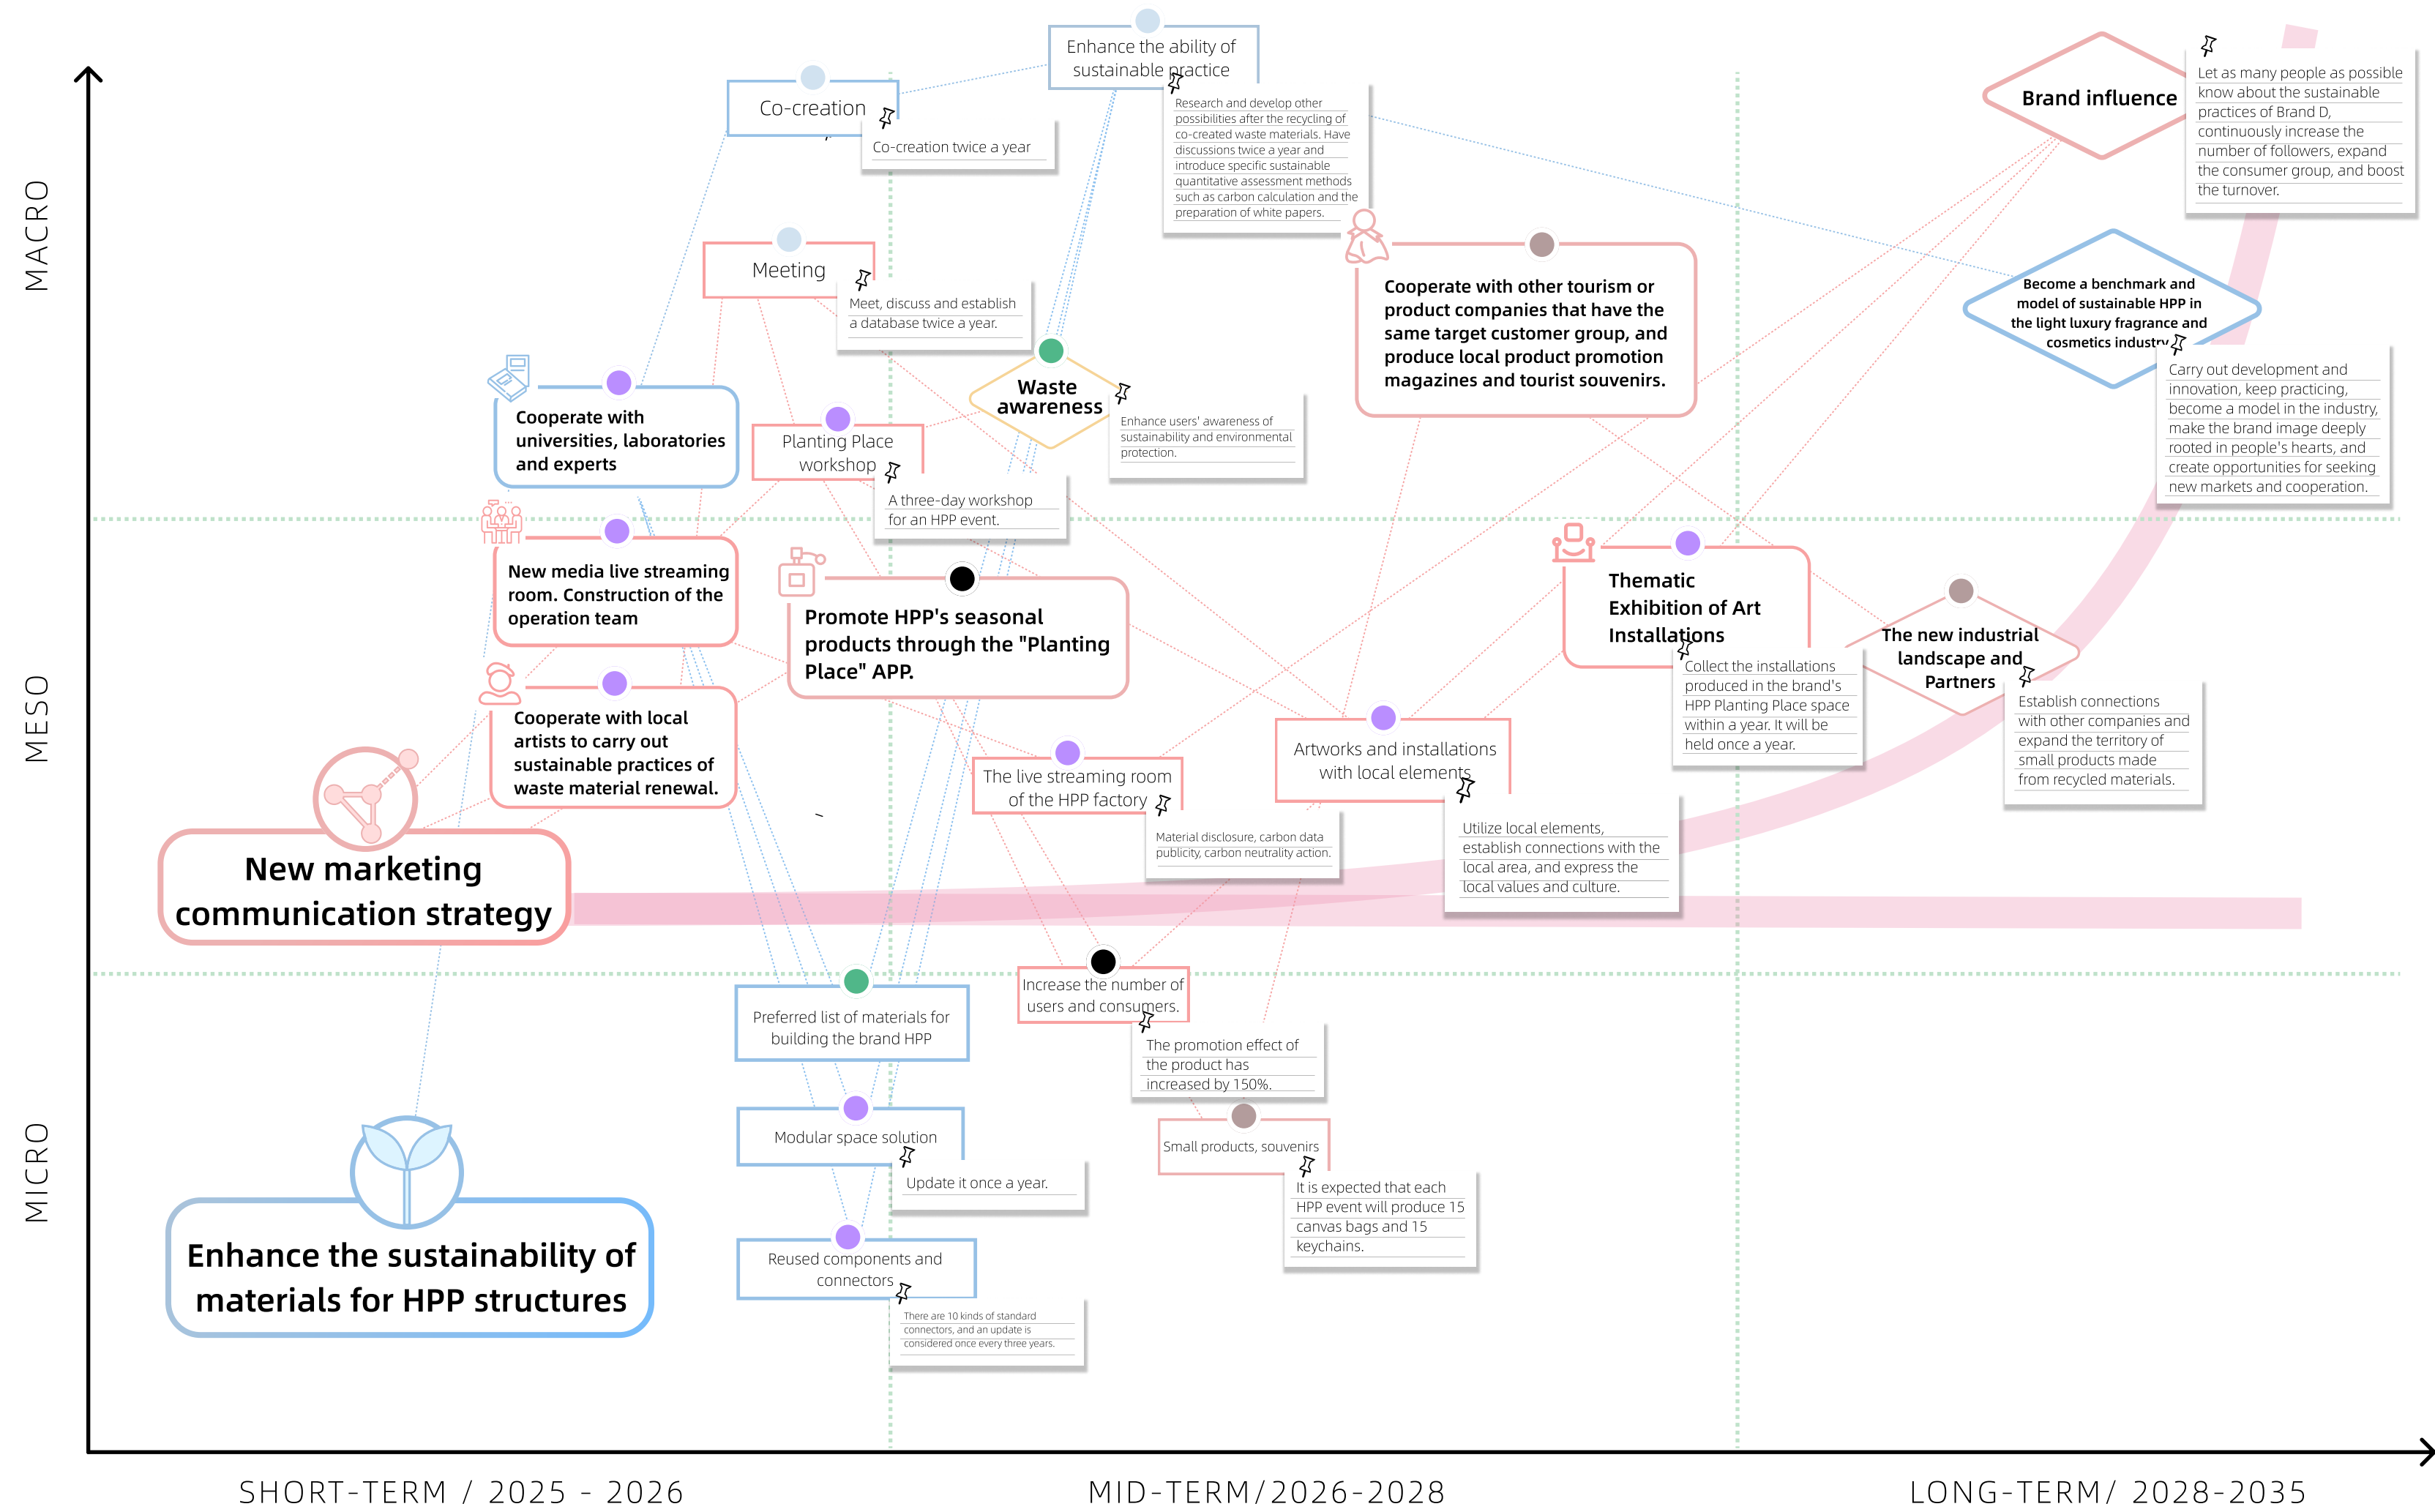 MACRO
MESO
MICRO
Enhance the ability of
sustainable practice
Research and develop other
possibilities after the recycling of
co-created waste materials. Have
discussions twice a year and
introduce specific sustainable
quantitative assessment methods
such as carbon calculation and the
preparation of white papers.
Co-creation
Co-creation twice a year
Brand influence
Let as many people as possible
know about the sustainable
practices of Brand D,
continuously increase the
number of followers, expand
the consumer group, and boost
the turnover.
Meeting
Meet, discuss and establish
a database twice a year.
Cooperate with other tourism or
product companies that have the
same target customer group, and
produce local product promotion
magazines and tourist souvenirs.
Become a benchmark and
model of sustainable HPP in
the light luxury fragrance and
cosmetics industry
Carry out development and
innovation, keep practicing,
become a model in the industry,
make the brand image deeply
rooted in people's hearts, and
create opportunities for seeking
new markets and cooperation.
Cooperate with
universities, laboratories
and experts
Waste
awareness
Enhance users' awareness of
sustainability and environmental
protection.
Planting Place
workshop
A three-day workshop
for an HPP event.
New media live streaming
room. Construction of the
operation team
Promote HPP's seasonal
products through the "Planting
Place" APP.
Thematic
Exhibition of Art
Installations
Collect the installations
produced in the brand's
HPP Planting Place space
within a year. It will be
held once a year.
The new industrial
landscape and
Partners
Establish connections
with other companies and
expand the territory of
small products made
from recycled materials.
Cooperate with local
artists to carry out
sustainable practices of
waste material renewal.
The live streaming room
of the HPP factory
Material disclosure, carbon data
publicity, carbon neutrality action.
Artworks and installations
with local elements
Utilize local elements,
establish connections with the
local area, and express the
local values and culture.
New marketing
communication strategy
Increase the number of
users and consumers.
The promotion effect of
the product has
increased by 150%.
Preferred list of materials for
building the brand HPP
Modular space solution
Update it once a year.
Small products, souvenirs
It is expected that each
HPP event will produce 15
canvas bags and 15
keychains.
Enhance the sustainability of
materials for HPP structures
Reused components and
connectors
There are 10 kinds of standard
connectors, and an update is
considered once every three years.
SHORT-TERM / 2025 - 2026
MID-TERM/2026-2028
LONG-TERM/ 2028-2035